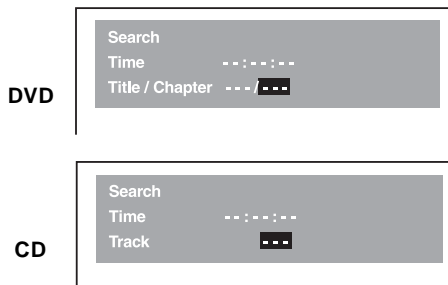 DVD
Search
Time --:--:--
Title / Chapter ---/---
CD
Search
Time --:--:--
Track ---